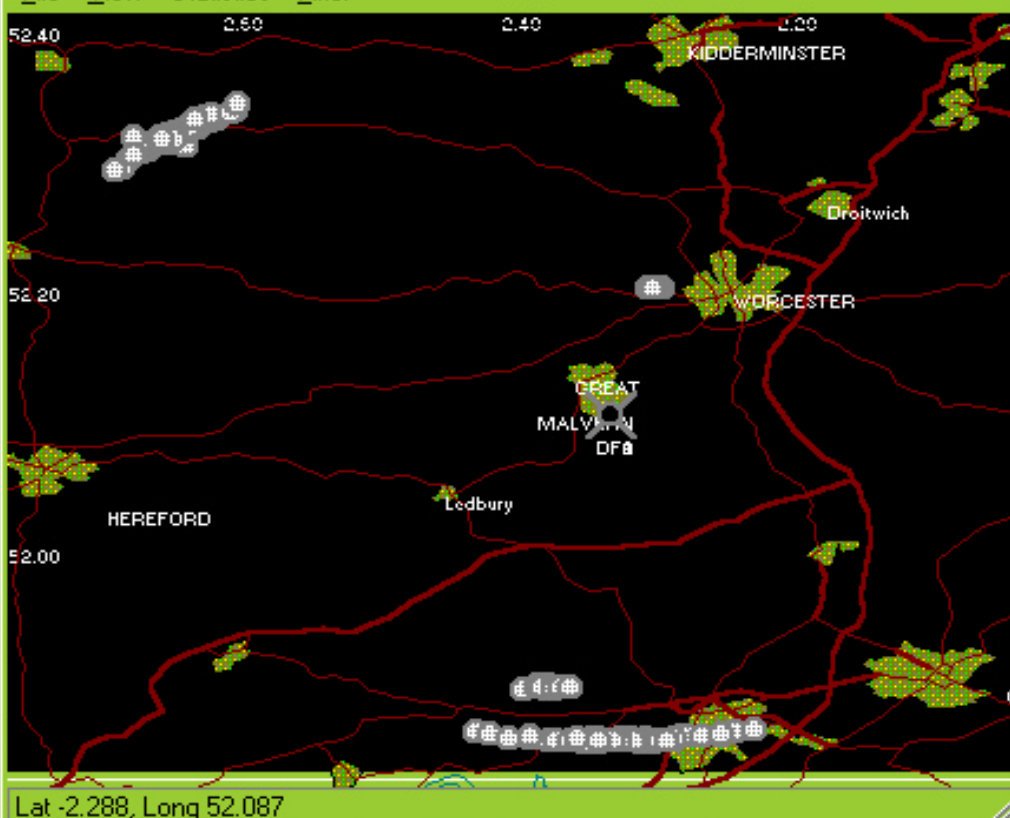 2.60 2.40 2.20
52.40
KIDDERMINSTER
Droitwich
52.20
WORCESTER
GREAT
MALVERN
Ledbury
HEREFORD
52.00
Lat -2.288, Long 52.087